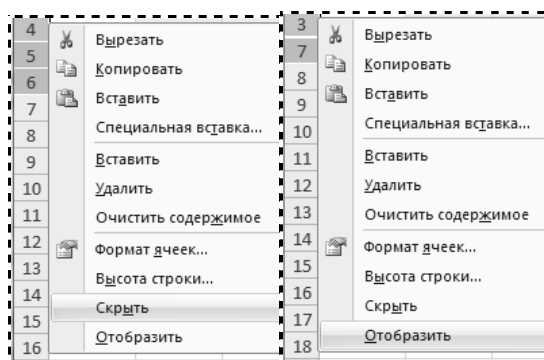 4
5
6
7
8
9
10
11
12
13
14
15
16
Вырезать
Копировать
Вставить
Специальная вставка...
Вставить
Удалить
Очистить содержимое
Формат ячеек...
Высота строки...
Скрыть
Отобразить
3
7
8
9
10
11
12
13
14
15
16
17
18
Вырезать
Копировать
Вставить
Специальная вставка...
Вставить
Удалить
Очистить содержимое
Формат ячеек...
Высота строки...
Скрыть
Отобразить